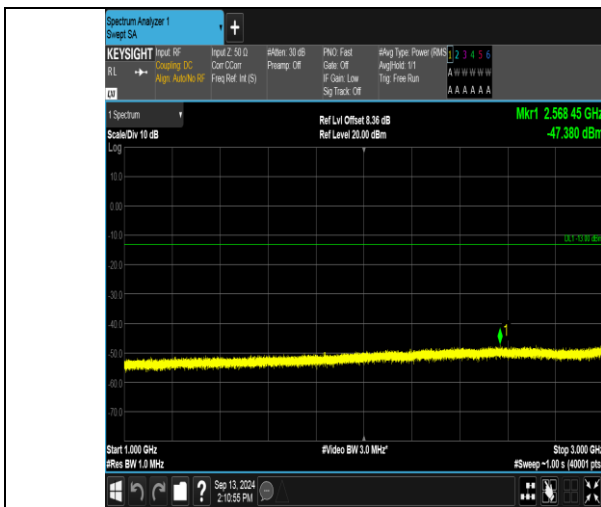 Spectrum Analyzer 1
Swept SA
+
KEYSIGHT
RL
Input: RF
Coupling: DC
Align: Auto/No RF
Input Z: 50 Ω
Corr CCorr
Freq Ref: Int (S)
#Atten: 30 dB
Preamp: Off
PNO: Fast
Gate: Off
IF Gain: Low
Sig Track: Off
#Avg Type: Power (RMS
Avg|Hold: 1/1
Trig: Free Run
1 2 3 4 5 6
A W W W W W
A A A A A A
1 Spectrum
Scale/Div 10 dB
Log
Ref Lvl Offset 8.36 dB
Ref Level 20.00 dBm
Mkr1 2.568 45 GHz
-47.380 dBm
10.0
0.00
-10.0
DL1 -13.00 dBm
-20.0
-30.0
-40.0
1
-50.0
-60.0
-70.0
Start 1.000 GHz
#Res BW 1.0 MHz
#Video BW 3.0 MHz*
Stop 3.000 GHz
#Sweep ~1.00 s (40001 pts
?
Sep 13, 2024
2:10:55 PM